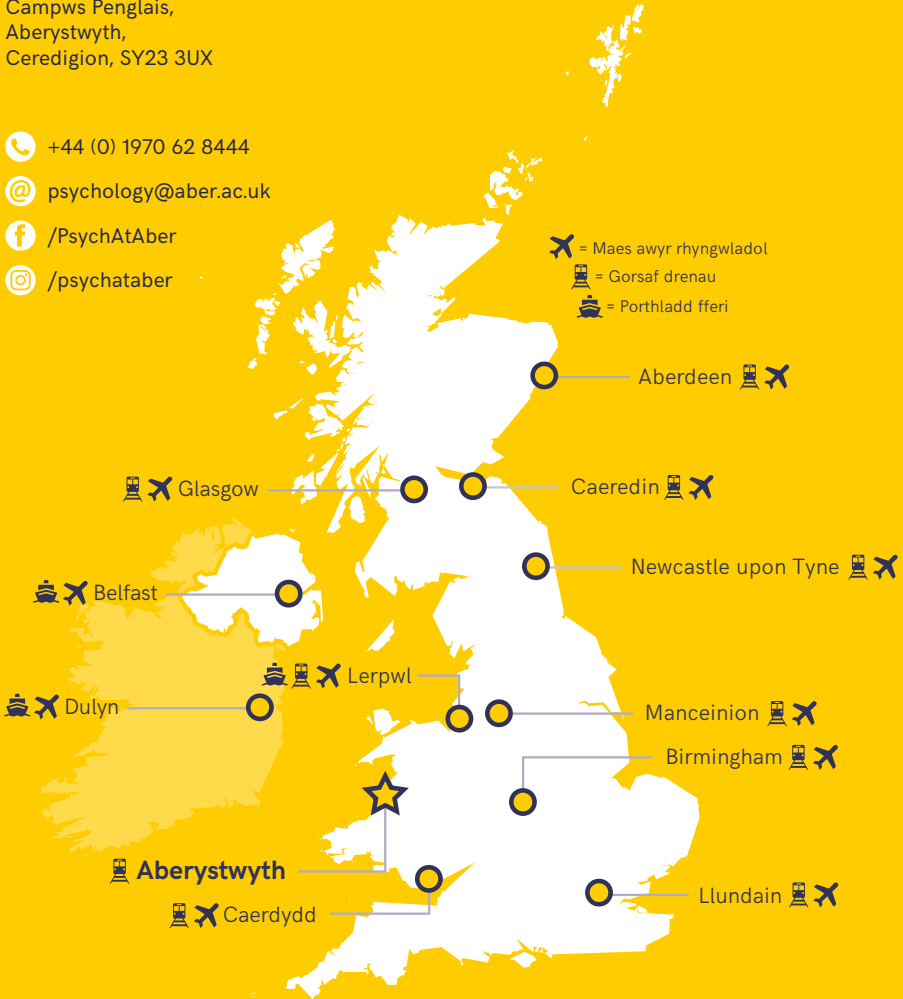 Campws Penglais,
Aberystwyth,
Ceredigion, SY23 3UX
+44 (0) 1970 62 8444
psychology@aber.ac.uk
/PsychAtAber
/psychataber
= Maes awyr rhyngwladol
= Gorsaf drenau
= Porthladd fferi
Aberdeen
Glasgow
Caeredin
Newcastle upon Tyne
Belfast
Lerpwl
Dulyn
Manceinion
Birmingham
Aberystwyth
Llundain
Caerdydd